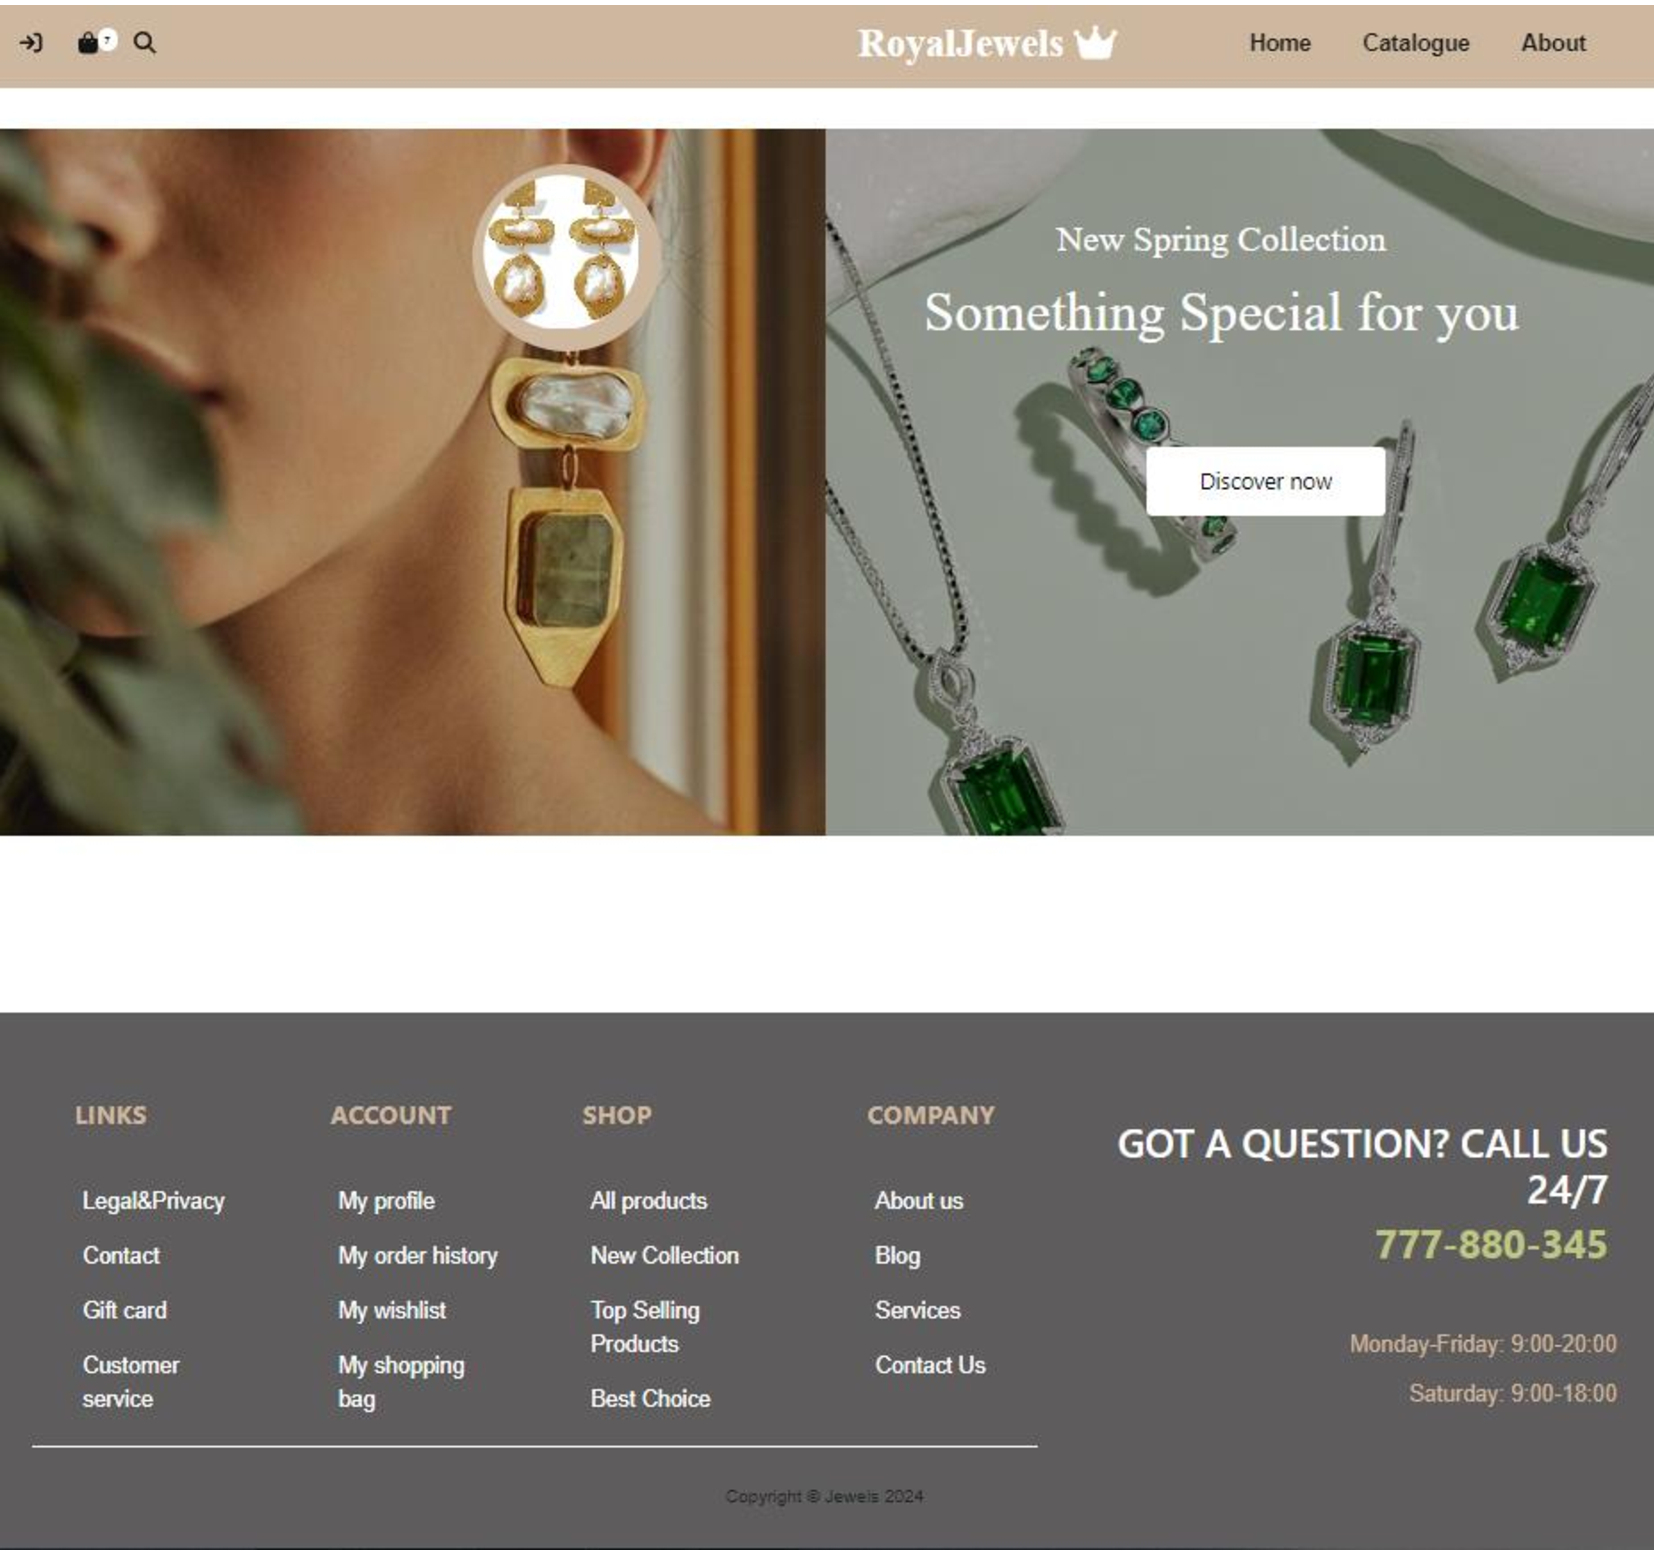 7
RoyalJewels
Home
Catalogue
About
New Spring Collection
Something Special for you
Discover now
LINKS
Legal&Privacy
Contact
Gift card
Customer
service
ACCOUNT
My profile
My order history
My wishlist
My shopping
bag
SHOP
All products
New Collection
Top Selling
Products
Best Choice
COMPANY
About us
Blog
Services
Contact Us
GOT A QUESTION? CALL US
24/7
777-880-345
Monday-Friday: 9:00-20:00
Saturday: 9:00-18:00
Copyright © Jewels 2024